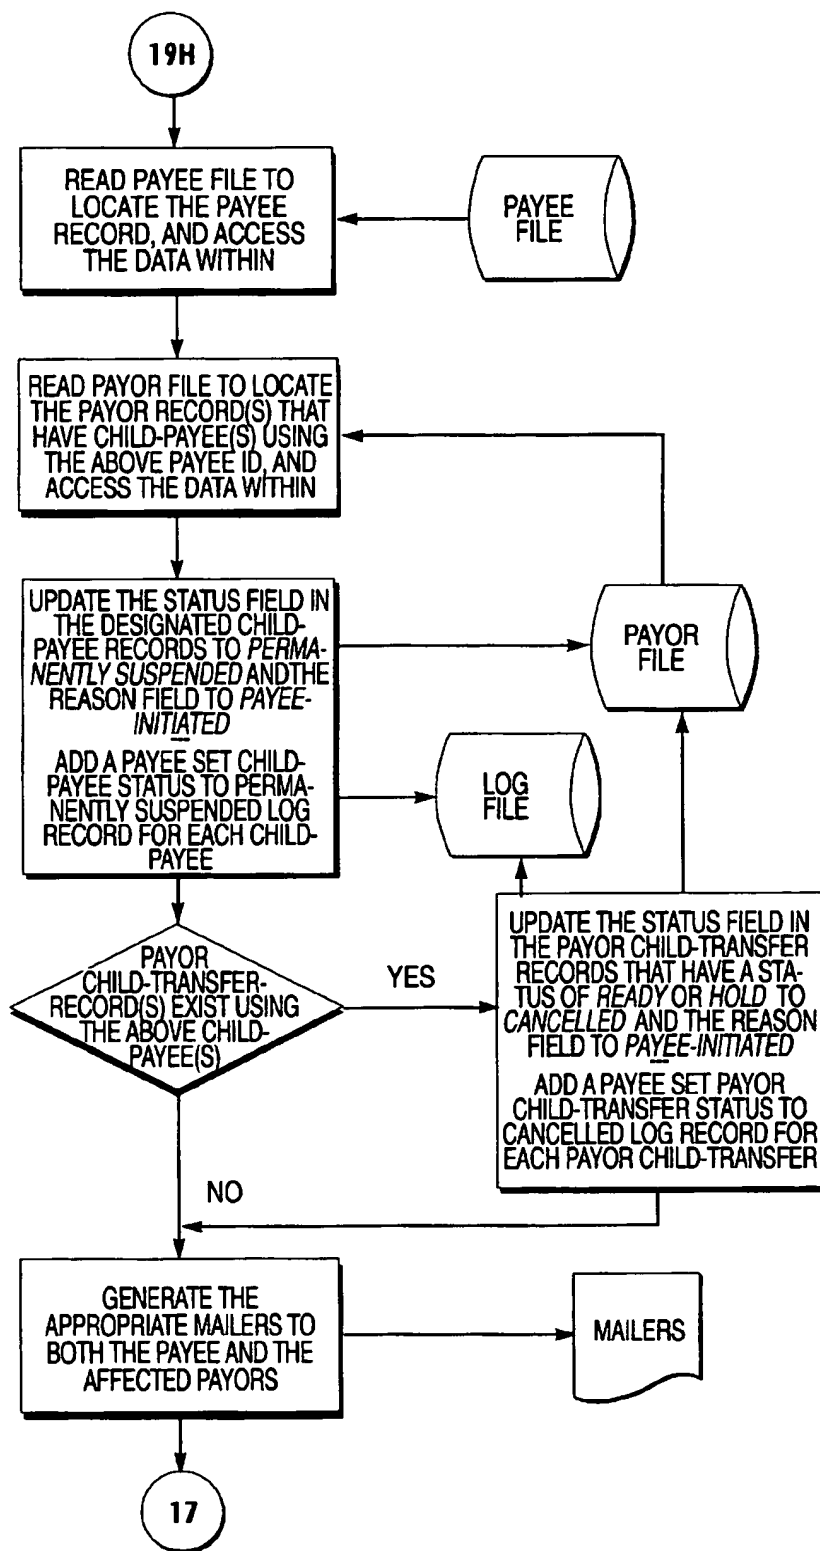 19H
READ PAYEE FILE TO
LOCATE THE PAYEE
RECORD, AND ACCESS
THE DATA WITHIN
PAYEE
FILE
READ PAYOR FILE TO LOCATE
THE PAYOR RECORD(S) THAT
HAVE CHILD-PAYEE(S) USING
THE ABOVE PAYEE ID, AND
ACCESS THE DATA WITHIN
UPDATE THE STATUS FIELD IN
THE DESIGNATED CHILD-
PAYEE RECORDS TO PERMA-
NENTLY SUSPENDED ANDTHE
REASON FIELD TO PAYEE-
INITIATED
ADD A PAYEE SET CHILD-
PAYEE STATUS TO PERMA-
NENTLY SUSPENDED LOG
RECORD FOR EACH CHILD-
PAYEE
PAYOR
FILE
LOG
FILE
PAYOR
CHILD-TRANSFER-
RECORD(S) EXIST USING
THE ABOVE CHILD-
PAYEE(S)
YES
UPDATE THE STATUS FIELD IN
THE PAYOR CHILD-TRANSFER
RECORDS THAT HAVE A STA-
TUS OF READY OR HOLD TO
CANCELLED AND THE REASON
FIELD TO PAYEE-INITIATED
ADD A PAYEE SET PAYOR
CHILD-TRANSFER STATUS TO
CANCELLED LOG RECORD FOR
EACH PAYOR CHILD-TRANSFER
NO
GENERATE THE
APPROPRIATE MAILERS TO
BOTH THE PAYEE AND THE
AFFECTED PAYORS
MAILERS
17